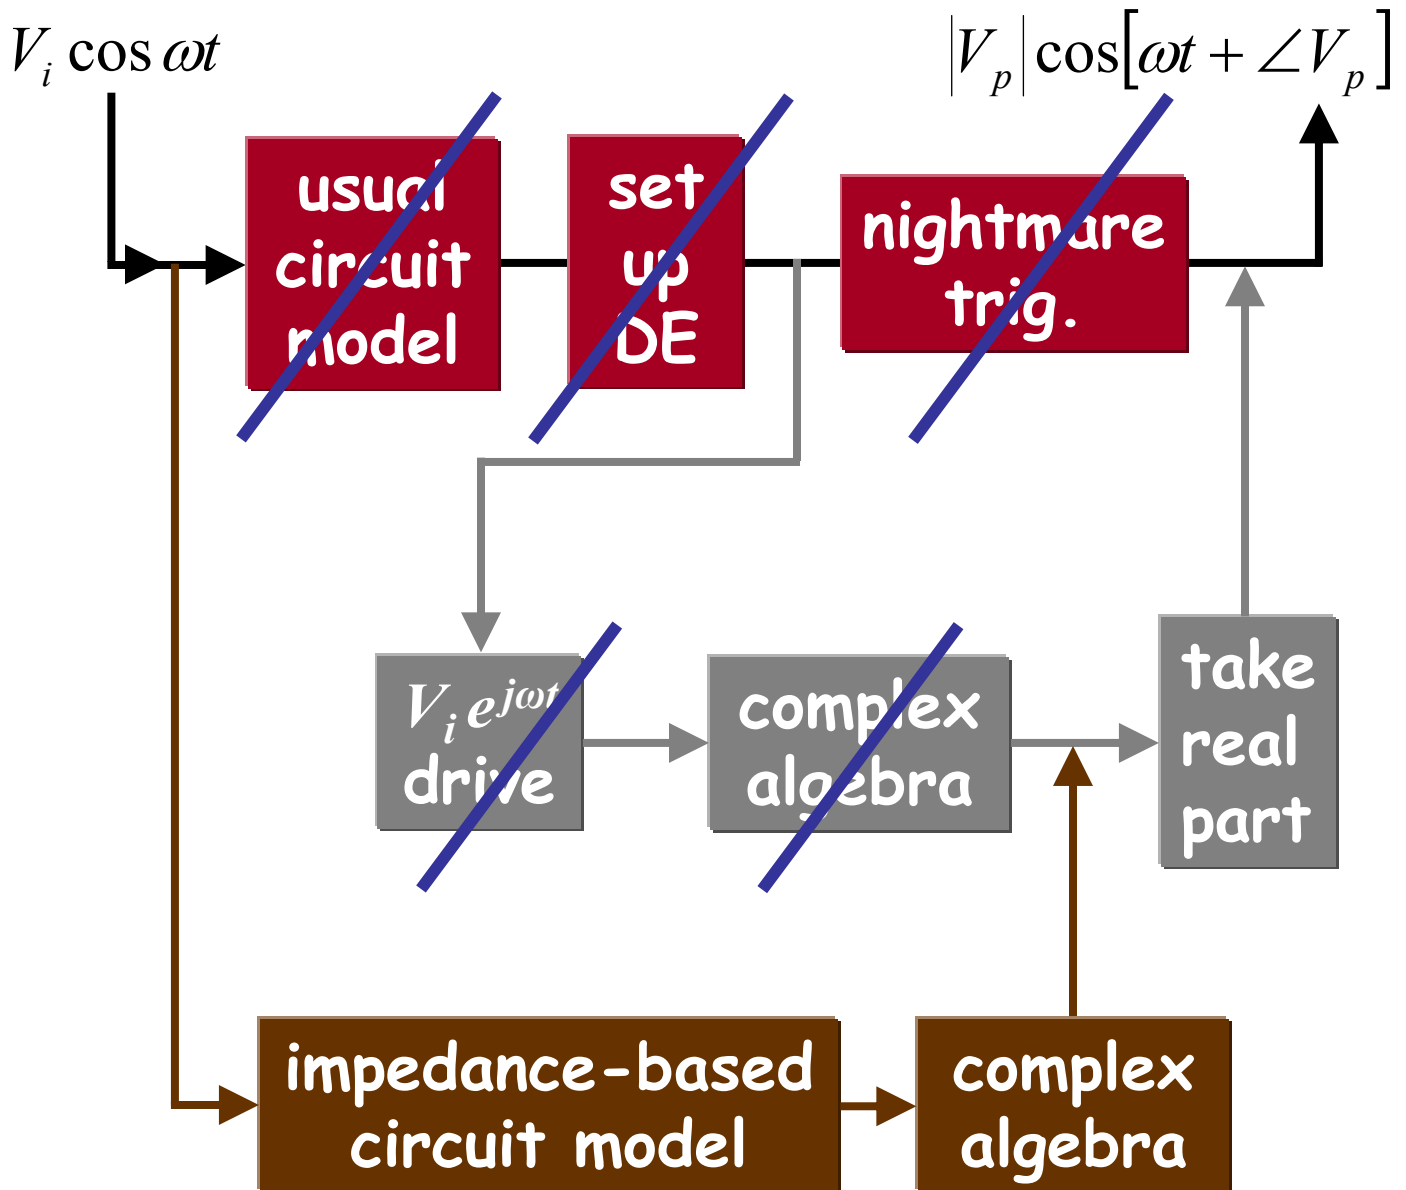 V_i cos ωt
|V_p| cos[ωt + ∠V_p]
usual
circuit
model
set
up
DE
nightmare
trig.
V_i e^{jωt}
drive
complex
algebra
take
real
part
impedance-based
circuit model
complex
algebra